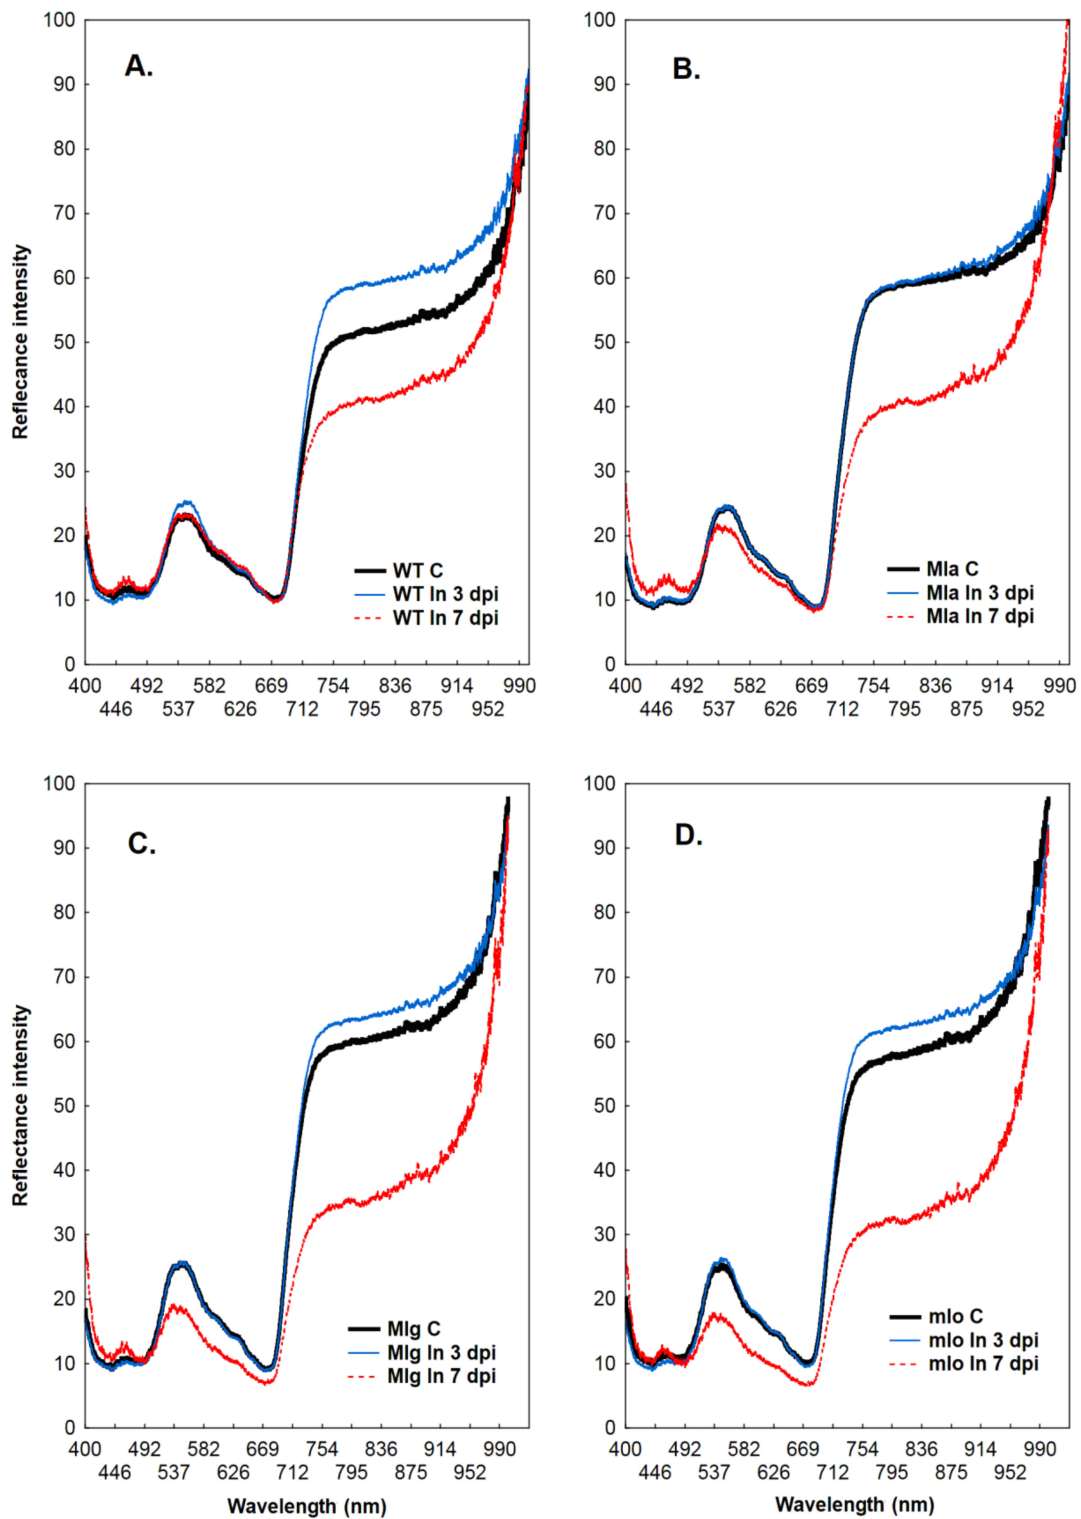 A.
100
90
80
70
60
50
40
30
20
10
0
Reflecance intensity
WT C
WT In 3 dpi
WT In 7 dpi
400 492 582 669 754 836 914 990
446 537 626 712 795 875 952
B.
100
90
80
70
60
50
40
30
20
10
0
Mla C
Mla In 3 dpi
Mla In 7 dpi
400 492 582 669 754 836 914 990
446 537 626 712 795 875 952
C.
100
90
80
70
60
50
40
30
20
10
0
Reflectance intensity
Mlg C
Mlg In 3 dpi
Mlg In 7 dpi
400 492 582 669 754 836 914 990
446 537 626 712 795 875 952
Wavelength (nm)
D.
100
90
80
70
60
50
40
30
20
10
0
mlo C
mlo In 3 dpi
mlo In 7 dpi
400 492 582 669 754 836 914 990
446 537 626 712 795 875 952
Wavelength (nm)